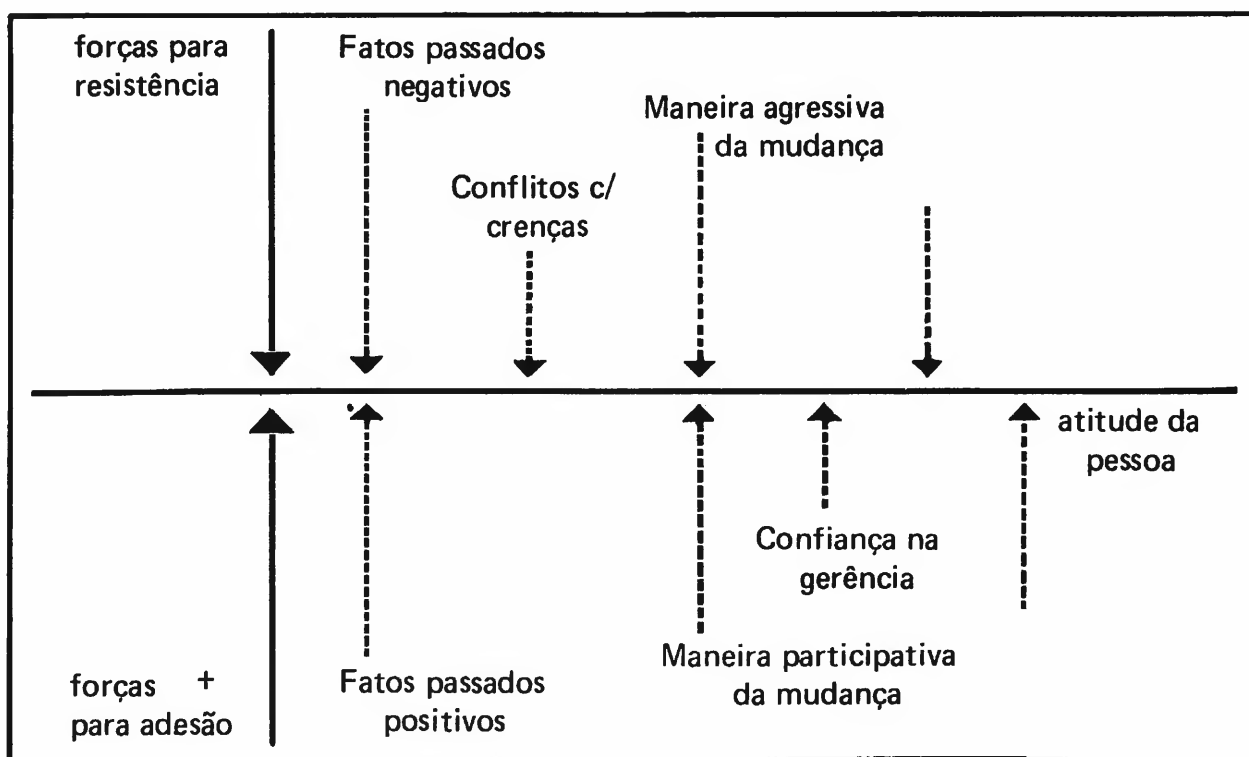 forças para
resistência
Fatos passados
negativos
Maneira agressiva
da mudança
Conflitos c/
crenças
atitude da
pessoa
Confiança na
gerência
Maneira participativa
da mudança
Fatos passados
positivos
forças +
para adesão